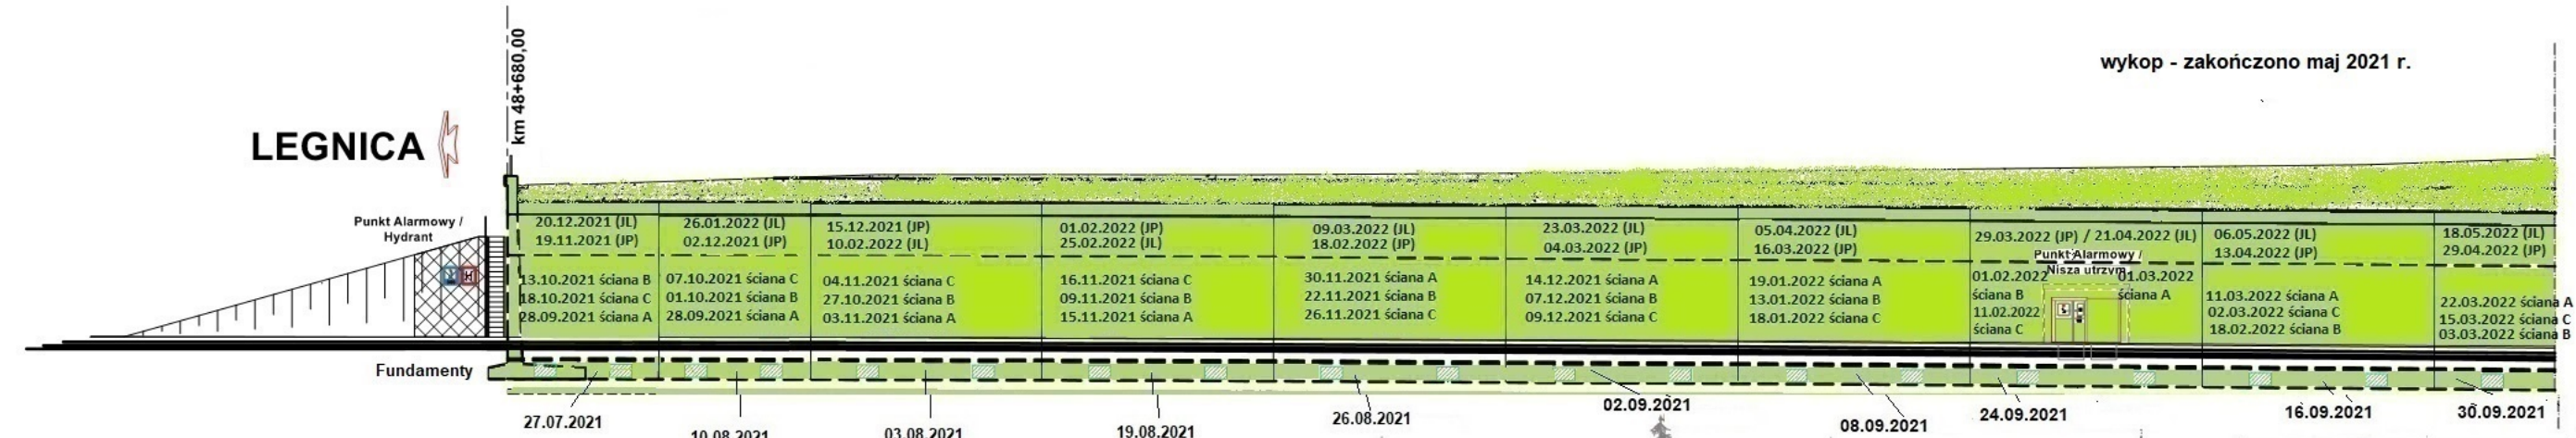 km 48+680,00
wykop - zakończono maj 2021 r.
LEGNICA
Punkt Alarmowy /
Hydrant
20.12.2021 (JL)
19.11.2021 (JP)
13.10.2021 ściana B
18.10.2021 ściana C
28.09.2021 ściana A
26.01.2022 (JL)
02.12.2021 (JP)
07.10.2021 ściana C
01.10.2021 ściana B
28.09.2021 ściana A
15.12.2021 (JP)
10.02.2022 (JL)
04.11.2021 ściana C
27.10.2021 ściana B
03.11.2021 ściana A
01.02.2022 (JP)
25.02.2022 (JL)
16.11.2021 ściana C
09.11.2021 ściana B
15.11.2021 ściana A
09.03.2022 (JL)
18.02.2022 (JP)
30.11.2021 ściana A
22.11.2021 ściana B
26.11.2021 ściana C
23.03.2022 (JL)
04.03.2022 (JP)
14.12.2021 ściana A
07.12.2021 ściana B
09.12.2021 ściana C
05.04.2022 (JL)
16.03.2022 (JP)
19.01.2022 ściana A
13.01.2022 ściana B
18.01.2022 ściana C
29.03.2022 (JP) / 21.04.2022 (JL)
Punkt Alarmowy /
Nisza utrzym.
01.02.2022
ściana B
11.02.2022
ściana C
01.03.2022
ściana A
06.05.2022 (JL)
13.04.2022 (JP)
11.03.2022 ściana A
02.03.2022 ściana C
18.02.2022 ściana B
18.05.2022 (JL)
29.04.2022 (JP)
22.03.2022 ściana A
15.03.2022 ściana C
03.03.2022 ściana B
Fundamenty
27.07.2021
10.08.2021
03.08.2021
19.08.2021
26.08.2021
02.09.2021
08.09.2021
24.09.2021
16.09.2021
30.09.2021